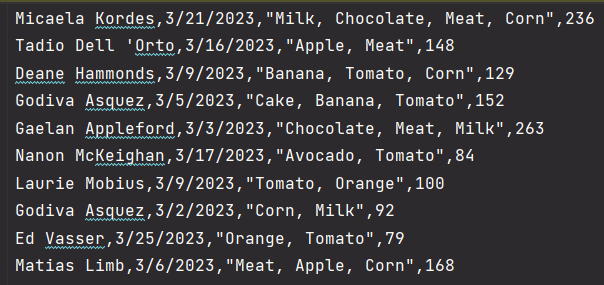 Micaela Kordes,3/21/2023,"Milk, Chocolate, Meat, Corn",236
Tadio Dell 'Orto,3/16/2023,"Apple, Meat",148
Deane Hammonds,3/9/2023,"Banana, Tomato, Corn",129
Godiva Asquez,3/5/2023,"Cake, Banana, Tomato",152
Gaelan Appleford,3/3/2023,"Chocolate, Meat, Milk",263
Nanon McKeighan,3/17/2023,"Avocado, Tomato",84
Laurie Mobius,3/9/2023,"Tomato, Orange",100
Godiva Asquez,3/2/2023,"Corn, Milk",92
Ed Vasser,3/25/2023,"Orange, Tomato",79
Matias Limb,3/6/2023,"Meat, Apple, Corn",168